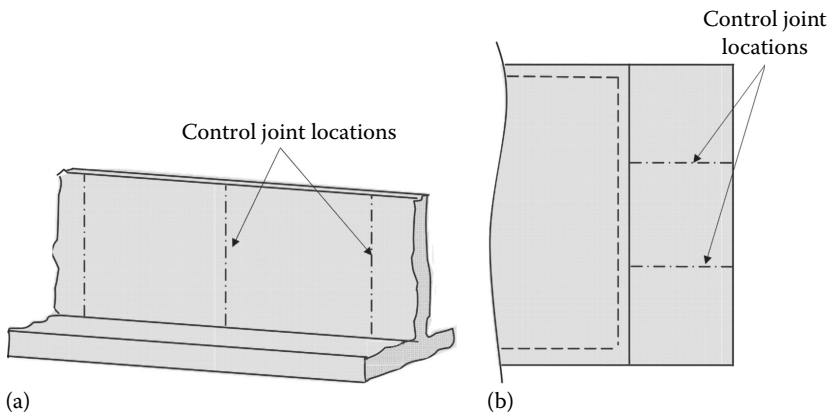 Control joint
locations
Control joint locations
(a)
(b)